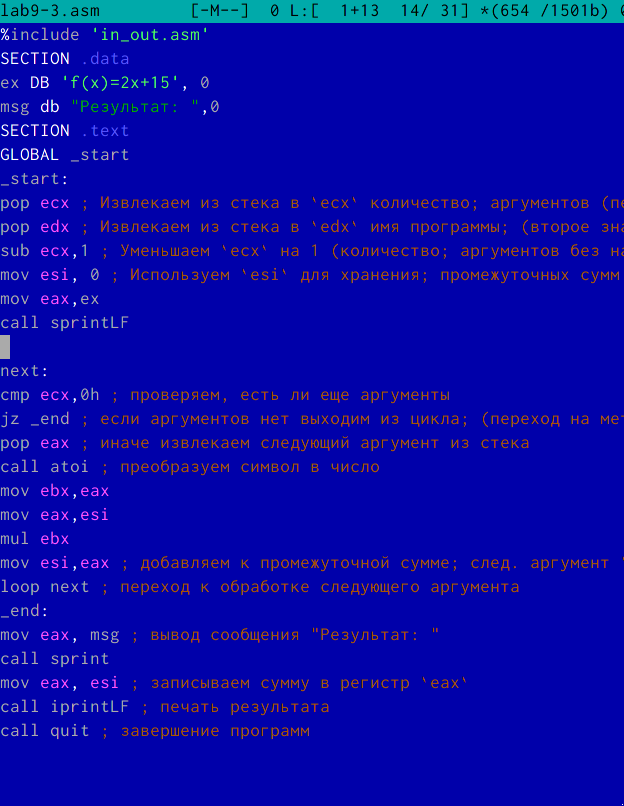 lab9-3.asm [-M--] 0 L:[ 1+13 14/ 31] *(654 /1501b)
%include 'in_out.asm'
SECTION .data
ex DB 'f(x)=2x+15', 0
msg db "Результат: ",0
SECTION .text
GLOBAL _start
_start:
pop ecx ; Извлекаем из стека в `ecx` количество; аргументов (пе
pop edx ; Извлекаем из стека в `edx` имя программы; (второе зна
sub ecx,1 ; Уменьшаем `ecx` на 1 (количество; аргументов без на
mov esi, 0 ; Используем `esi` для хранения; промежуточных сумм
mov eax,ex
call sprintLF
next:
cmp ecx,0h ; проверяем, есть ли еще аргументы
jz _end ; если аргументов нет выходим из цикла; (переход на мет
pop eax ; иначе извлекаем следующий аргумент из стека
call atoi ; преобразуем символ в число
mov ebx,eax
mov eax,esi
mul ebx
mov esi,eax ; добавляем к промежуточной сумме; след. аргумент `
loop next ; переход к обработке следующего аргумента
_end:
mov eax, msg ; вывод сообщения "Результат: "
call sprint
mov eax, esi ; записываем сумму в регистр `eax`
call iprintLF ; печать результата
call quit ; завершение программ